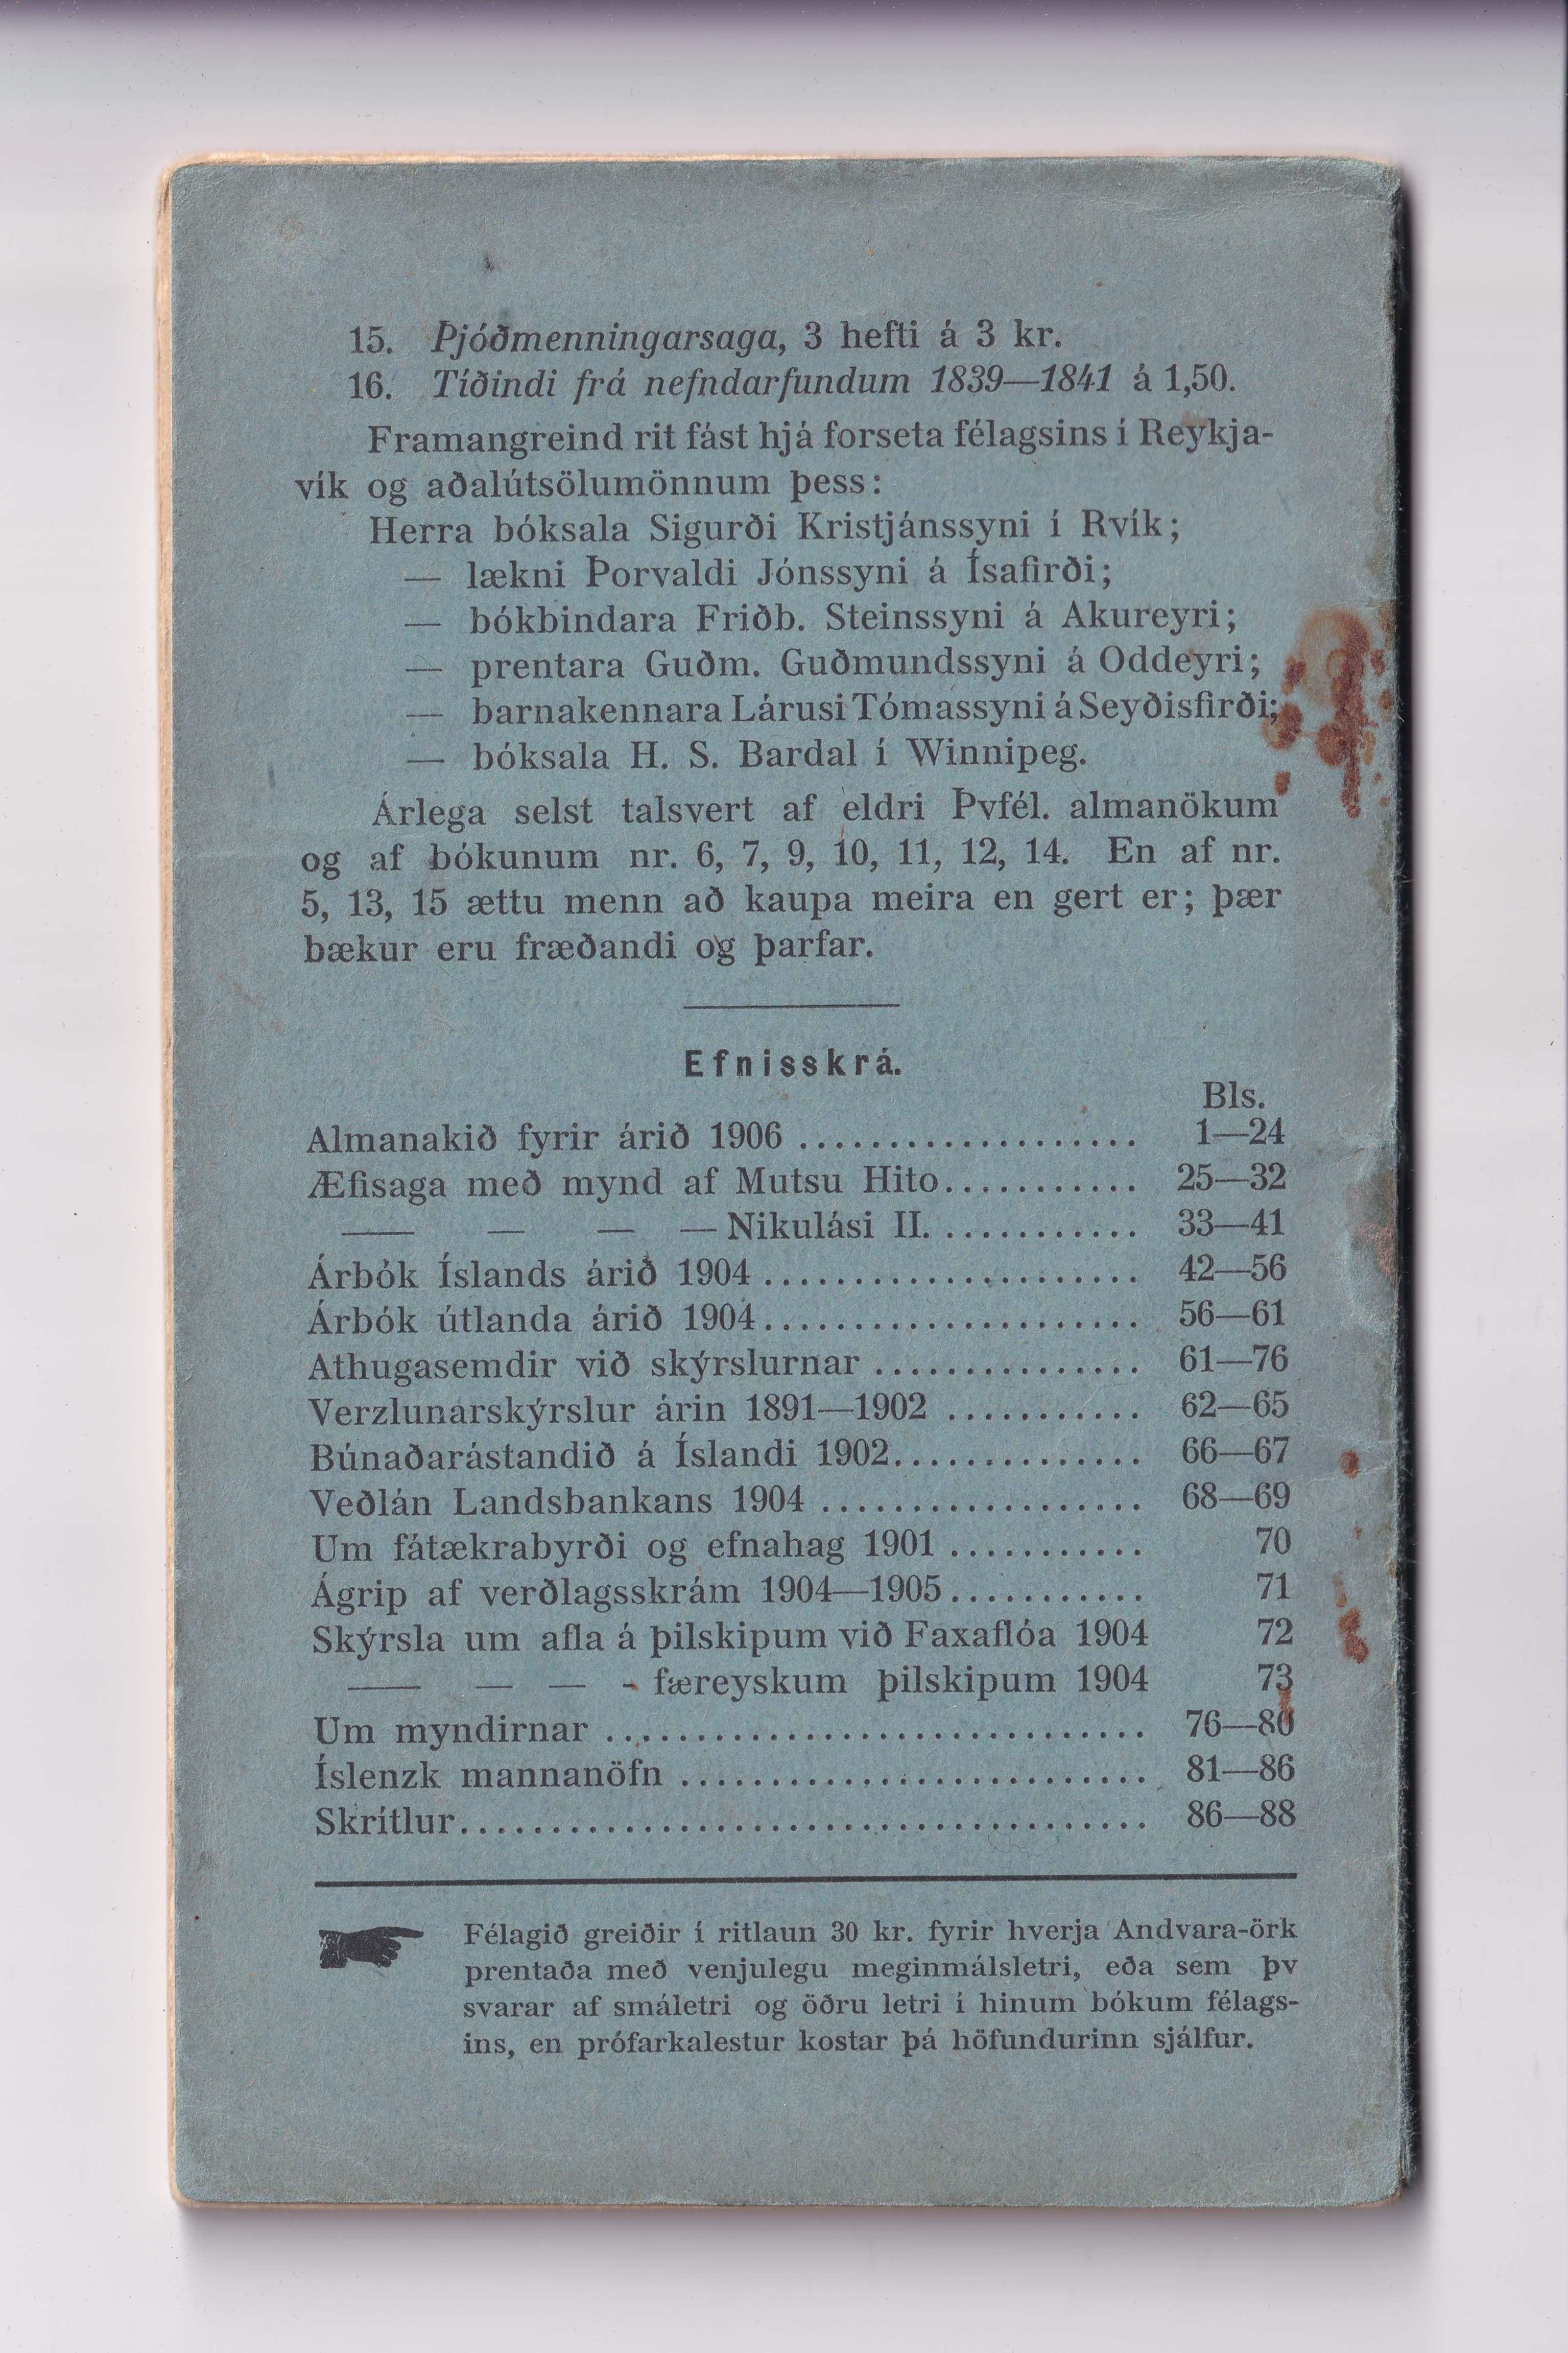 15. Þjóðmenningarsaga, 3 hefti á 3 kr.
16. Tíðindi frá nefndarfundum 1839—1841 á 1,50.
Framangreind rit fást hjá forseta félagsins í Reykja-
vík og aðalútsölumönnum þess:
Herra bóksala Sigurði Kristjánssyni í Rvík;
— lækni Þorvaldi Jónssyni á Ísafirði;
— bókbindara Friðb. Steinssyni á Akureyri;
— prentara Guðm. Guðmundssyni á Oddeyri;
— barnakennara Lárusi Tómassyni á Seyðisfirði;
— bóksala H. S. Bardal í Winnipeg.
Árlega selst talsvert af eldri Þvfél. almanökum
og af bókunum nr. 6, 7, 9, 10, 11, 12, 14. En af nr.
5, 13, 15 ættu menn að kaupa meira en gert er; þær
bækur eru fræðandi og þarfar.
Efnisskrá.
Bls.
Almanakið fyrir árið 1906 ................... 1—24
Æfisaga með mynd af Mutsu Hito........... 25—32
— — — — Nikulási II. ........... 33—41
Árbók Íslands árið 1904 ..................... 42—56
Árbók útlanda árið 1904..................... 56—61
Athugasemdir við skýrslurnar ............... 61—76
Verzlunarskýrslur árin 1891—1902 ........... 62—65
Búnaðarástandið á Íslandi 1902.............. 66—67
Veðlán Landsbankans 1904 .................. 68—69
Um fátækrabyrði og efnahag 1901 ........... 70
Ágrip af verðlagsskrám 1904—1905........... 71
Skýrsla um afla á þilskipum við Faxaflóa 1904 72
— — — - færeyskum þilskipum 1904 73
Um myndirnar .............................. 76—80
Íslenzk mannanöfn .......................... 81—86
Skrítlur...................................... 86—88
Félagið greiðir í ritlaun 30 kr. fyrir hverja Andvara-örk
prentaða með venjulegu meginmálsletri, eða sem þv
svarar af smáletri og öðru letri í hinum bókum félags-
ins, en prófarkalestur kostar þá höfundurinn sjálfur.